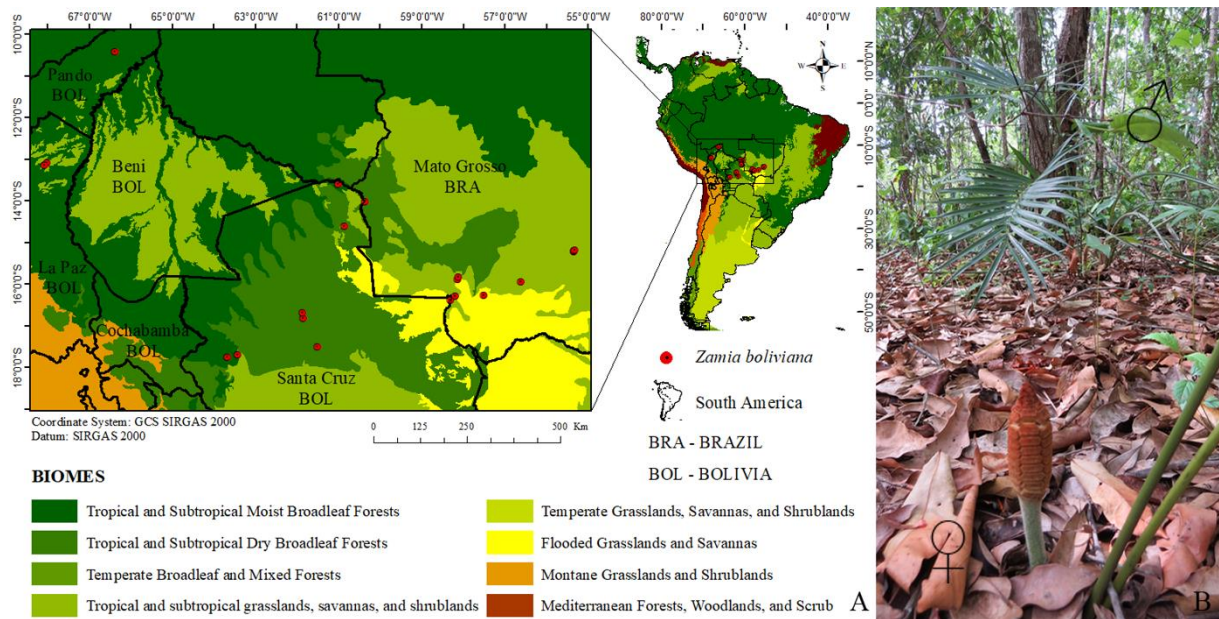 67°0'0"W 65°0'0"W 63°0'0"W 61°0'0"W 59°0'0"W 57°0'0"W 55°0'0"W
10°0'0"S
12°0'0"S
14°0'0"S
16°0'0"S
18°0'0"S
Pando
BOL
Beni
BOL
Mato Grosso
BRA
La Paz
BOL
Cochabamba
BOL
Santa Cruz
BOL
Coordinate System: GCS SIRGAS 2000
Datum: SIRGAS 2000
0 125 250 500 Km
80°0'0"W 60°0'0"W 40°0'0"W
N
W E
S
10°0'0"N
0°0'0"
10°0'0"S
20°0'0"S
30°0'0"S
60°0'0"S
Zamia boliviana
South America
BRA - BRAZIL
BOL - BOLIVIA
BIOMES
Tropical and Subtropical Moist Broadleaf Forests
Tropical and Subtropical Dry Broadleaf Forests
Temperate Broadleaf and Mixed Forests
Tropical and subtropical grasslands, savannas, and shrublands
Temperate Grasslands, Savannas, and Shrublands
Flooded Grasslands and Savannas
Montane Grasslands and Shrublands
Mediterranean Forests, Woodlands, and Scrub
A
♂
♀
B